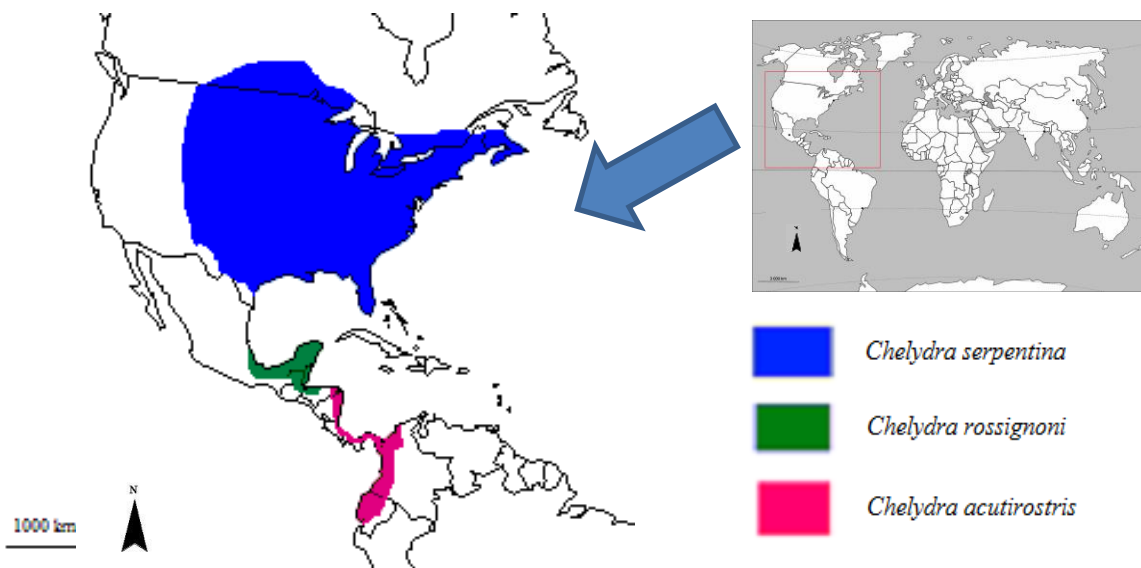 N
1000 km
Chelydra serpentina
Chelydra rossignoni
Chelydra acutirostris